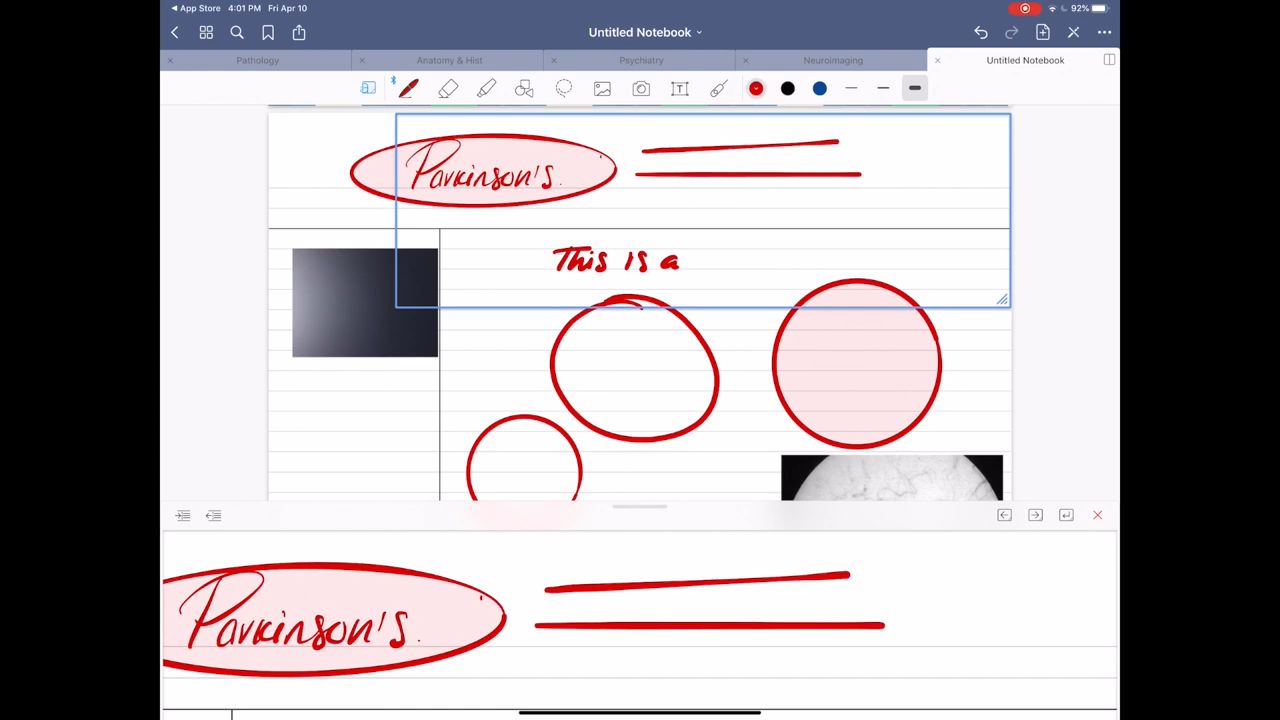 App Store 4:01 PM Fri Apr 10 92%
Untitled Notebook
Pathology Anatomy & Hist Psychiatry Neuroimaging Untitled Notebook
T
Parkinson's.
This is a
Parkinson's.